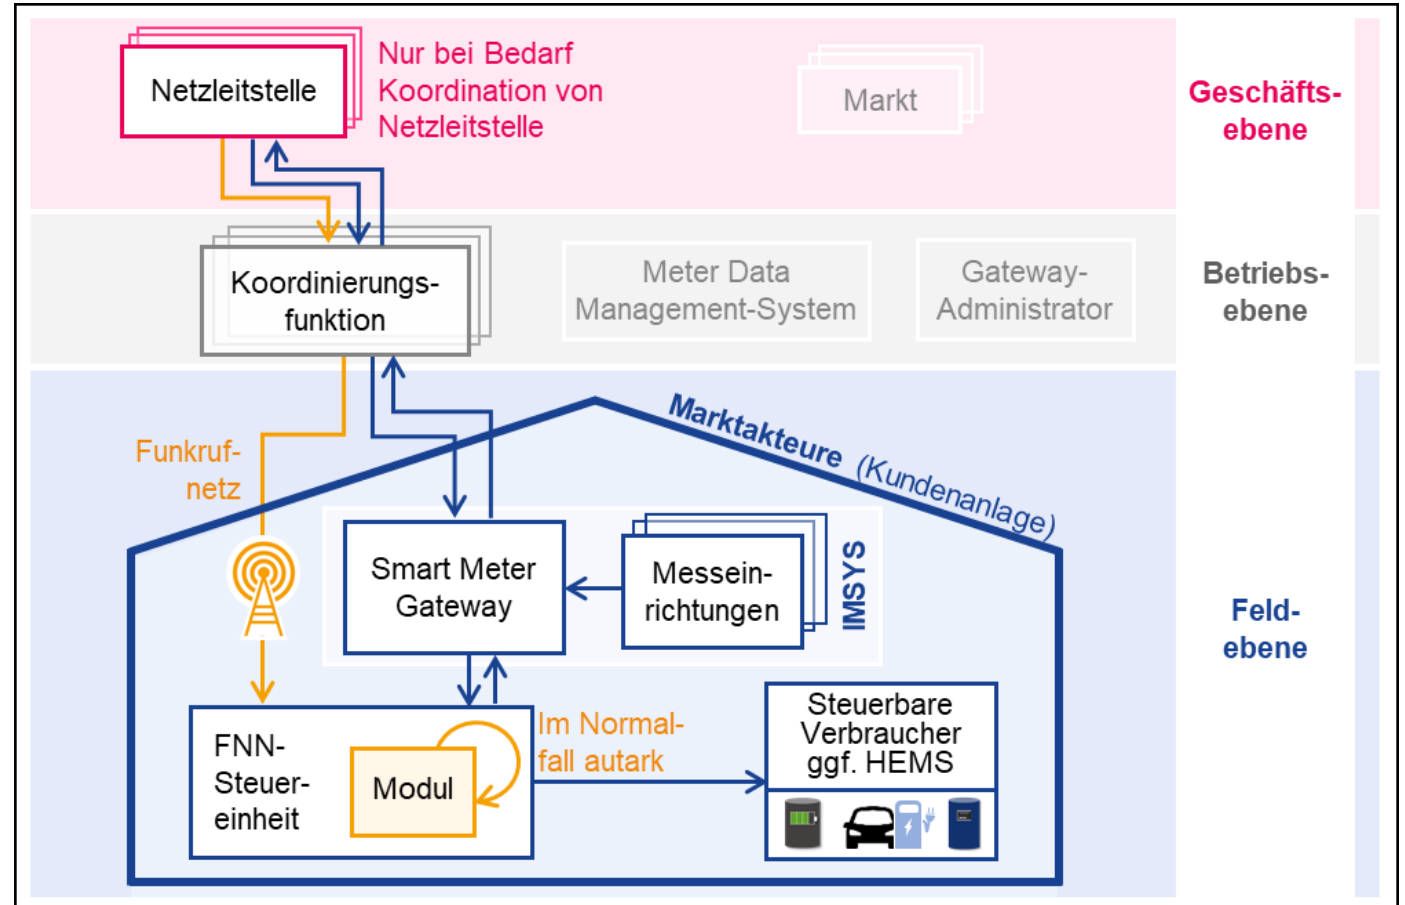 Netzleitstelle
Nur bei Bedarf
Koordination von
Netzleitstelle
Markt
Geschäfts-
ebene
Koordinierungs-
funktion
Meter Data
Management-System
Gateway-
Administrator
Betriebs-
ebene
Marktakteure (Kundenanlage)
Funkruf-
netz
Smart Meter
Gateway
Messein-
richtungen
IMSYS
Feld-
ebene
FNN-
Steuer-
einheit
Modul
Im Normal-
fall autark
Steuerbare
Verbraucher
ggf. HEMS